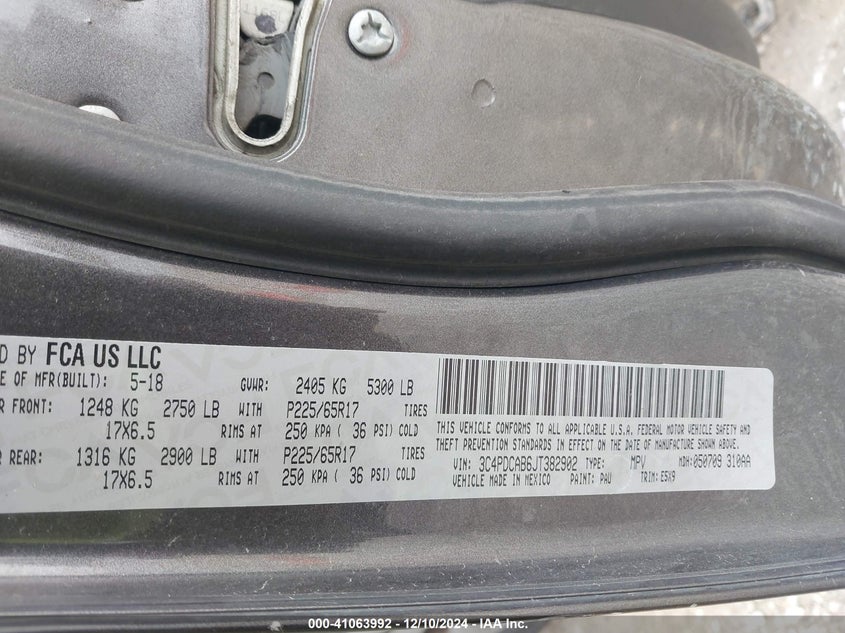 D BY FCA US LLC
E OF MFR(BUILT): 5-18 GVWR: 2405 KG 5300 LB
R FRONT: 1248 KG 2750 LB WITH P225/65R17 TIRES
17X6.5 RIMS AT 250 KPA ( 36 PSI) COLD
R REAR: 1316 KG 2900 LB WITH P225/65R17 TIRES
17X6.5 RIMS AT 250 KPA ( 36 PSI) COLD
THIS VEHICLE CONFORMS TO ALL APPLICABLE U.S.A. FEDERAL MOTOR VEHICLE SAFETY AND
THEFT PREVENTION STANDARDS IN EFFECT ON THE DATE OF MANUFACTURE SHOWN ABOVE.
VIN: 3C4PDCAB6JT382902 TYPE: MPV MDH: 050709 310AA
VEHICLE MADE IN MEXICO PAINT: PAU TRIM: E5X9
000-41063992 - 12/10/2024 - IAA Inc.